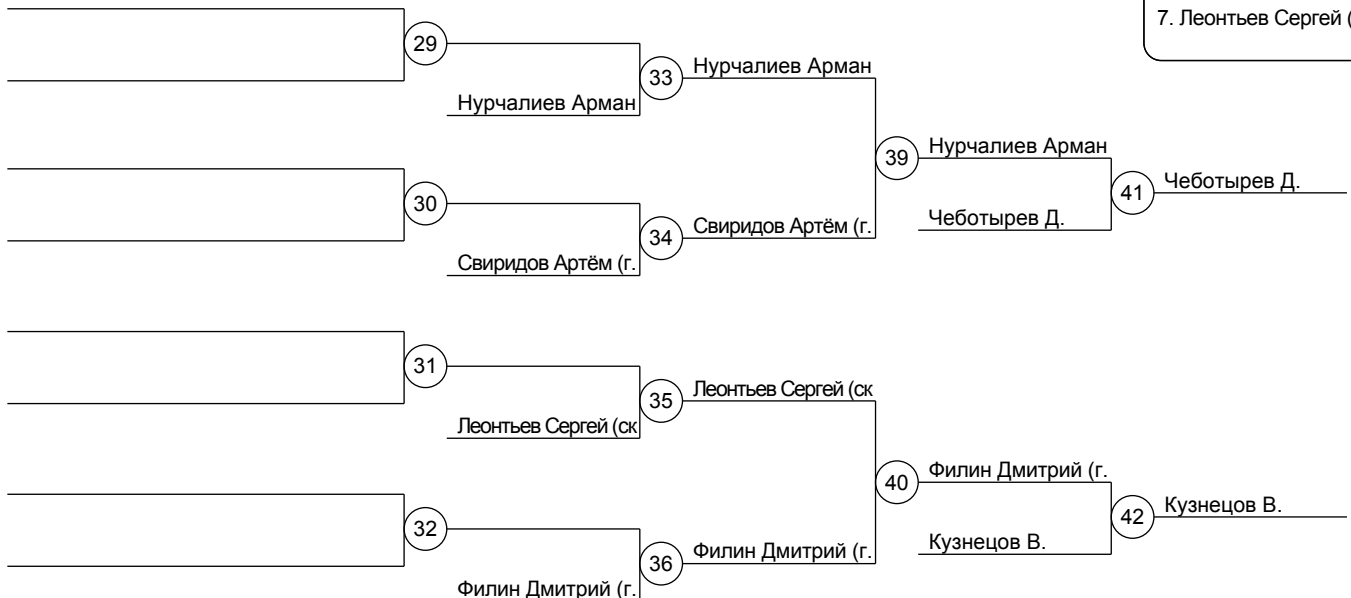 7. Леонтьев Сергей (
29
33
Нурчалиев Арман
Нурчалиев Арман
39
Нурчалиев Арман
41
Чеботырев Д.
30
34
Свиридов Артём (г.
Чеботырев Д.
Свиридов Артём (г.
31
35
Леонтьев Сергей (ск
Леонтьев Сергей (ск
40
Филин Дмитрий (г.
42
Кузнецов В.
32
36
Филин Дмитрий (г.
Кузнецов В.
Филин Дмитрий (г.